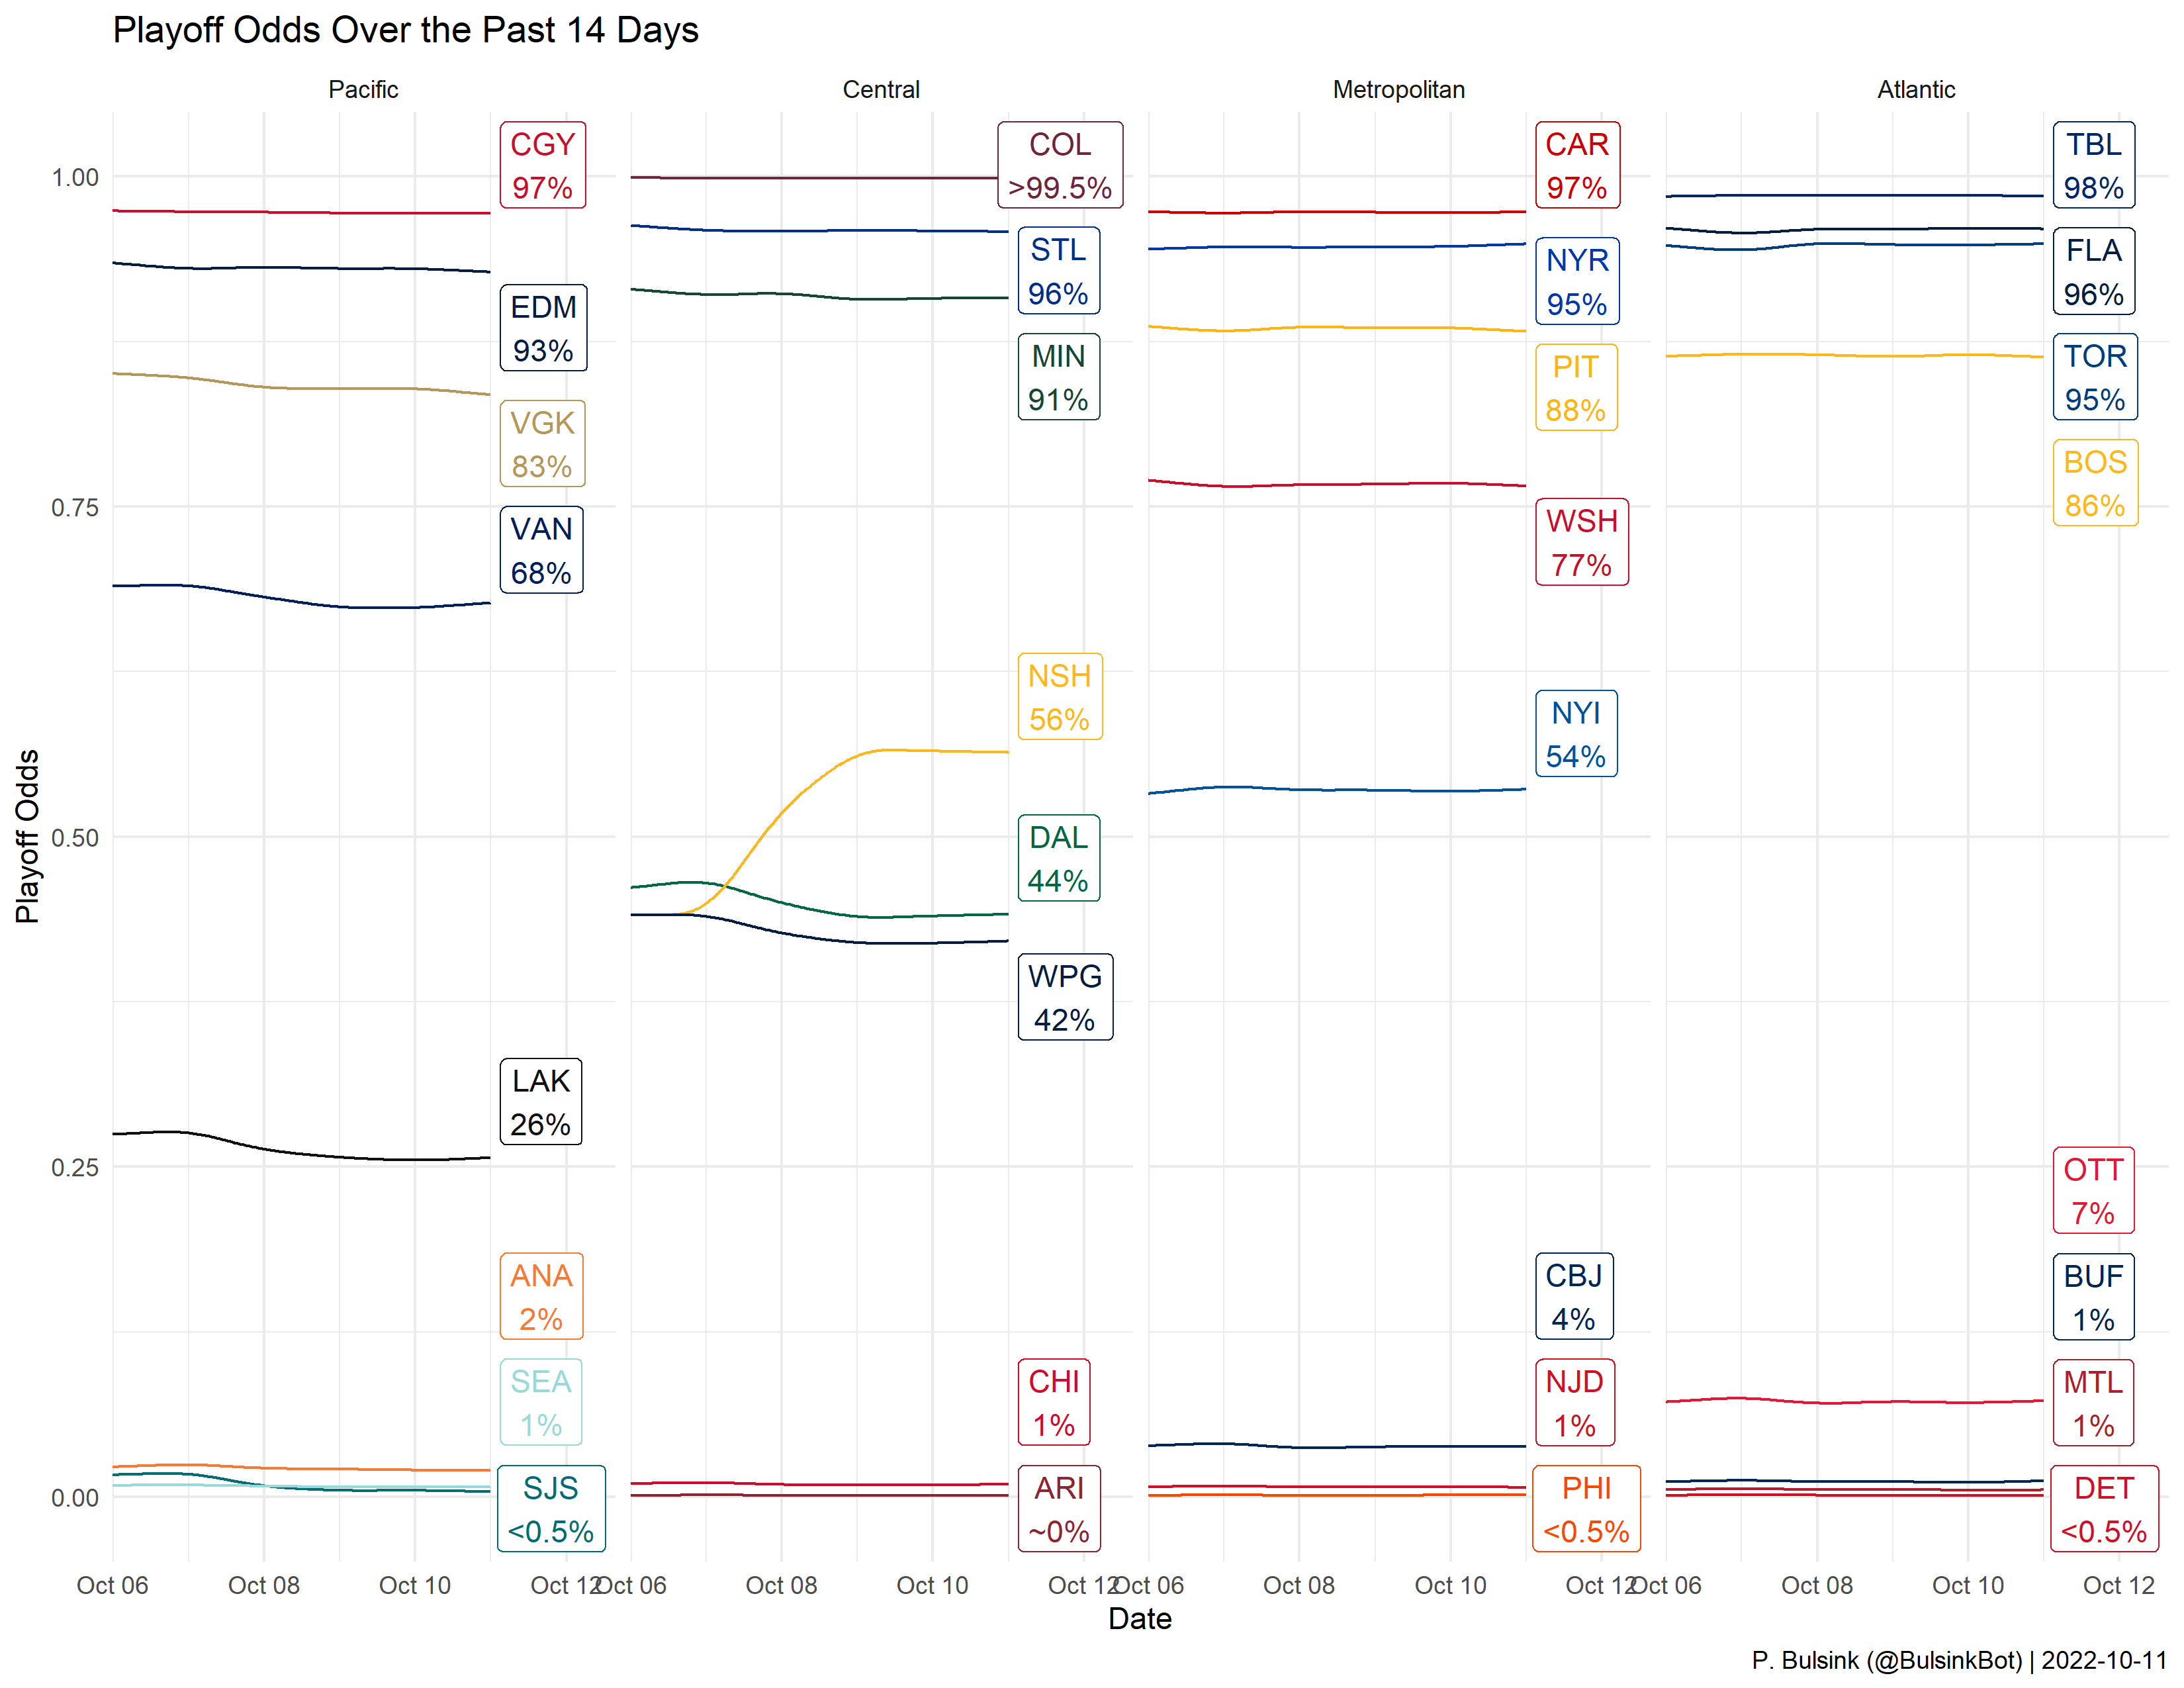 Playoff Odds Over the Past 14 Days
Pacific
Central
Metropolitan
Atlantic
Playoff Odds
1.00
0.75
0.50
0.25
0.00
CGY
97%
EDM
93%
VGK
83%
VAN
68%
LAK
26%
ANA
2%
SEA
1%
SJS
<0.5%
COL
>99.5%
STL
96%
MIN
91%
NSH
56%
DAL
44%
WPG
42%
CHI
1%
ARI
~0%
CAR
97%
NYR
95%
PIT
88%
WSH
77%
NYI
54%
CBJ
4%
NJD
1%
PHI
<0.5%
TBL
98%
FLA
96%
TOR
95%
BOS
86%
OTT
7%
BUF
1%
MTL
1%
DET
<0.5%
Oct 06 Oct 08 Oct 10 Oct 12
Oct 06 Oct 08 Oct 10 Oct 12
Oct 06 Oct 08 Oct 10 Oct 12
Oct 06 Oct 08 Oct 10 Oct 12
Date
P. Bulsink (@BulsinkBot) | 2022-10-11